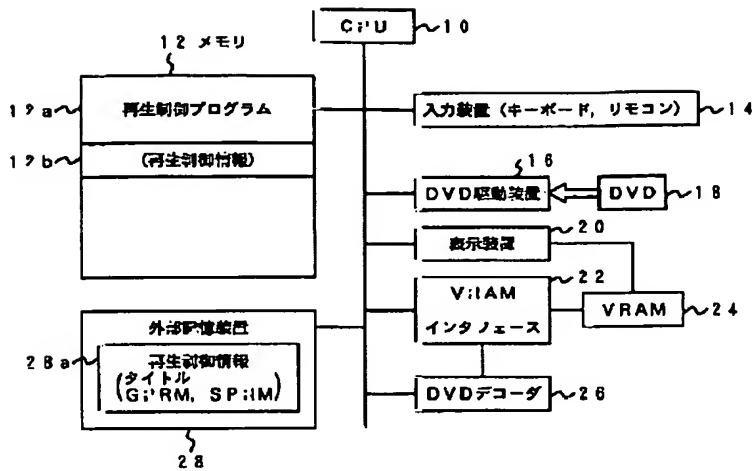 CPU
10
12 メモリ
12a
再生制御プログラム
12b
(再生制御情報)
入力装置 (キーボード, リモコン)
14
16
DVD駆動装置
DVD
18
20
表示装置
22
VRAM
インタフェース
VRAM
24
DVDデコーダ
26
外部記憶装置
28a
再生制御情報
(タイトル
GPRM, SPRM)
28